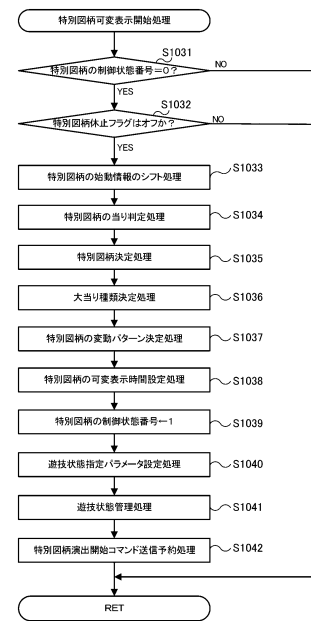 特別図柄可変表示開始処理
S1031
特別図柄の制御状態番号=0?
NO
YES
S1032
特別図柄休止フラグはオフか?
NO
YES
特別図柄の始動情報のシフト処理
S1033
特別図柄の当り判定処理
S1034
特別図柄決定処理
S1035
大当り種類決定処理
S1036
特別図柄の変動パターン決定処理
S1037
特別図柄の可変表示時間設定処理
S1038
特別図柄の制御状態番号←1
S1039
遊技状態指定パラメータ設定処理
S1040
遊技状態管理処理
S1041
特別図柄演出開始コマンド送信予約処理
S1042
RET